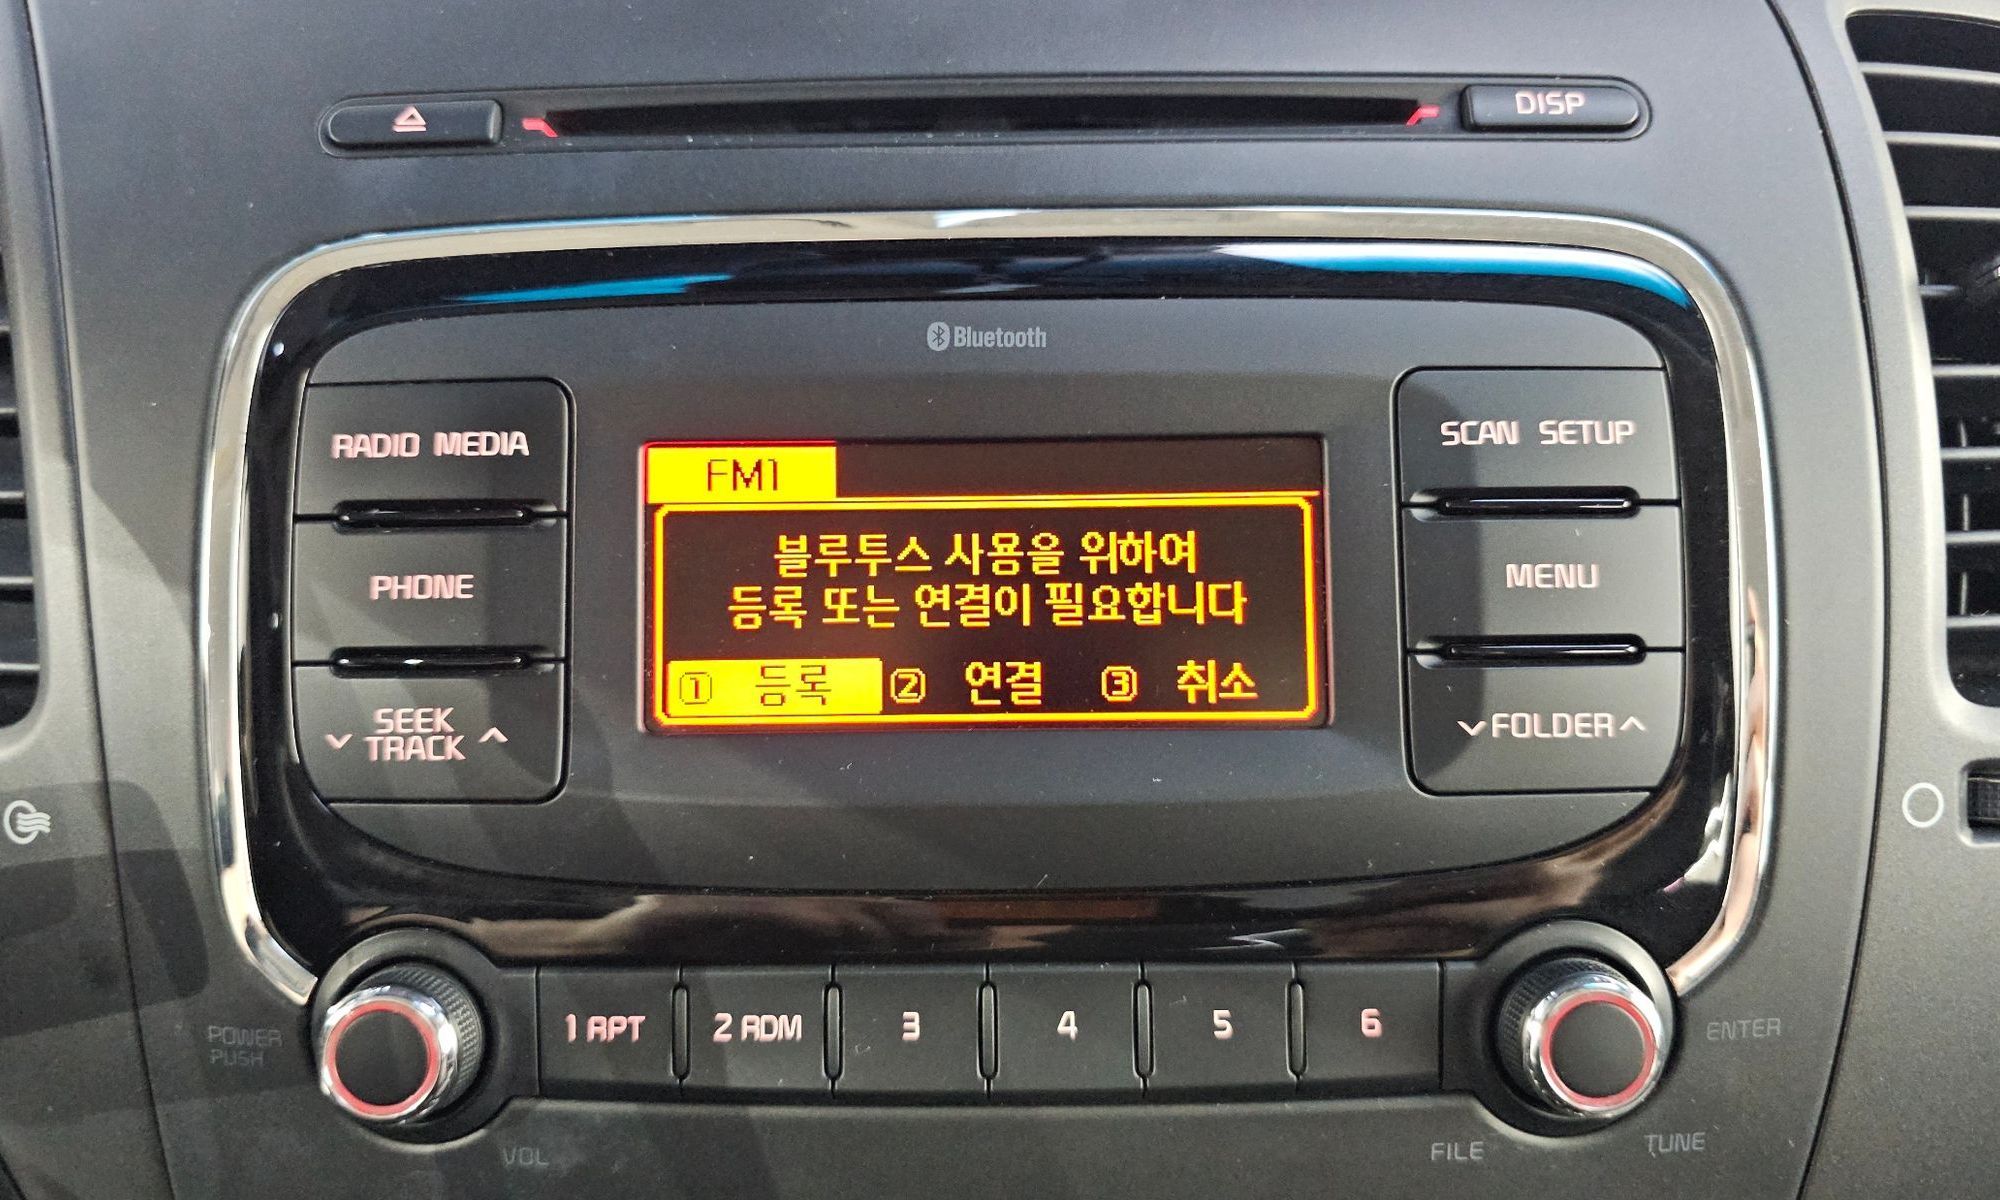 DISP
Bluetooth
RADIO MEDIA
PHONE
SEEK
TRACK
FM1
블루투스 사용을 위하여
등록 또는 연결이 필요합니다
① 등록 ② 연결 ③ 취소
SCAN SETUP
MENU
FOLDER
POWER
PUSH
VOL
1 RPT
2 RDM
3
4
5
6
ENTER
FILE
TUNE